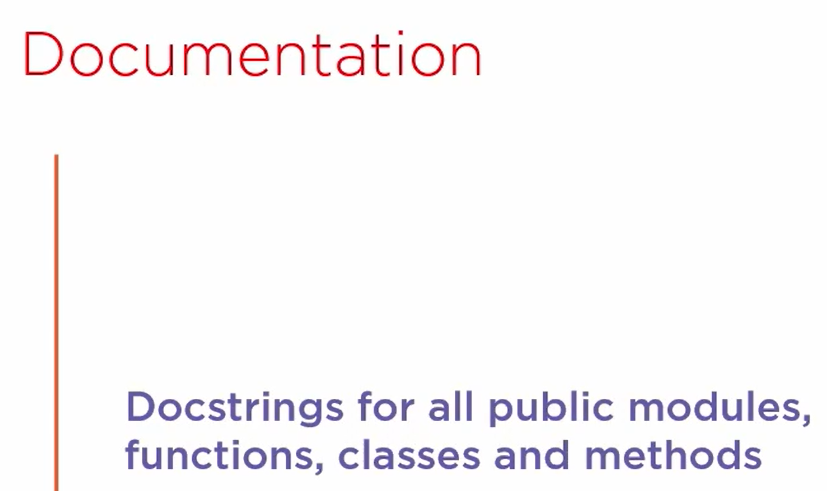 Documentation
Docstrings for all public modules,
functions, classes and methods